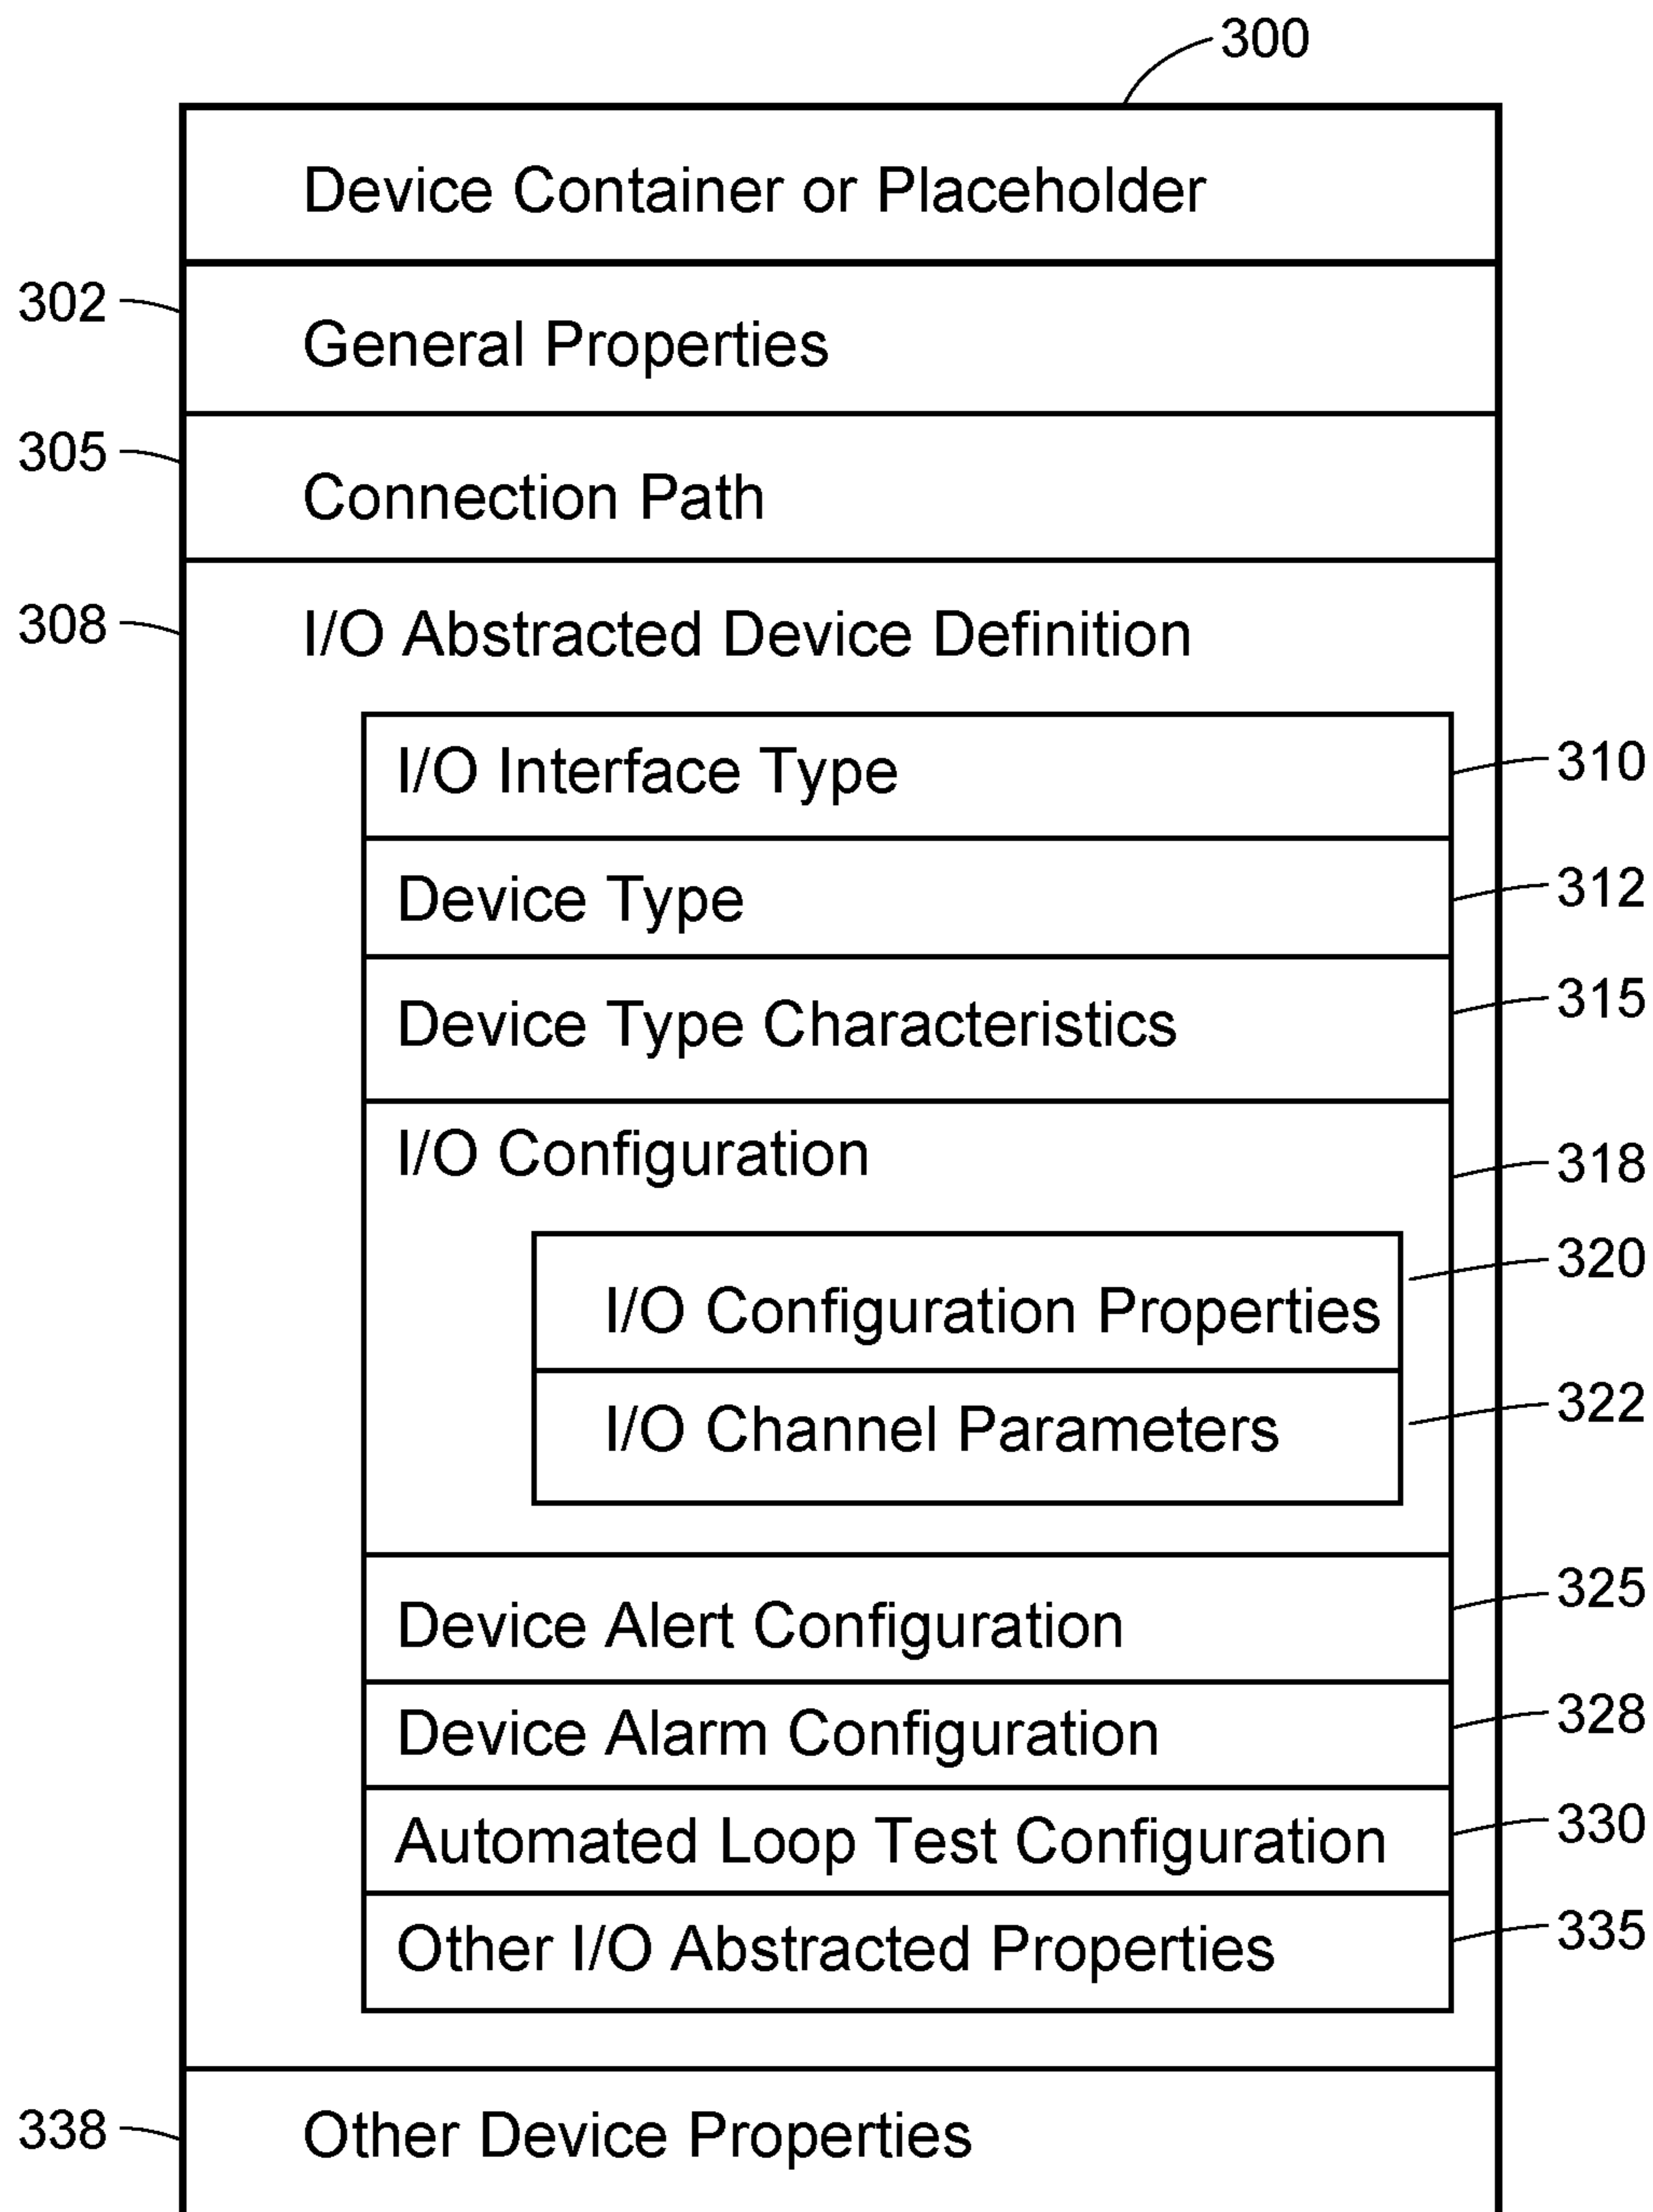 300
Device Container or Placeholder
302
General Properties
305
Connection Path
308
I/O Abstracted Device Definition
I/O Interface Type
310
Device Type
312
Device Type Characteristics
315
I/O Configuration
318
I/O Configuration Properties
320
I/O Channel Parameters
322
Device Alert Configuration
325
Device Alarm Configuration
328
Automated Loop Test Configuration
330
Other I/O Abstracted Properties
335
338
Other Device Properties